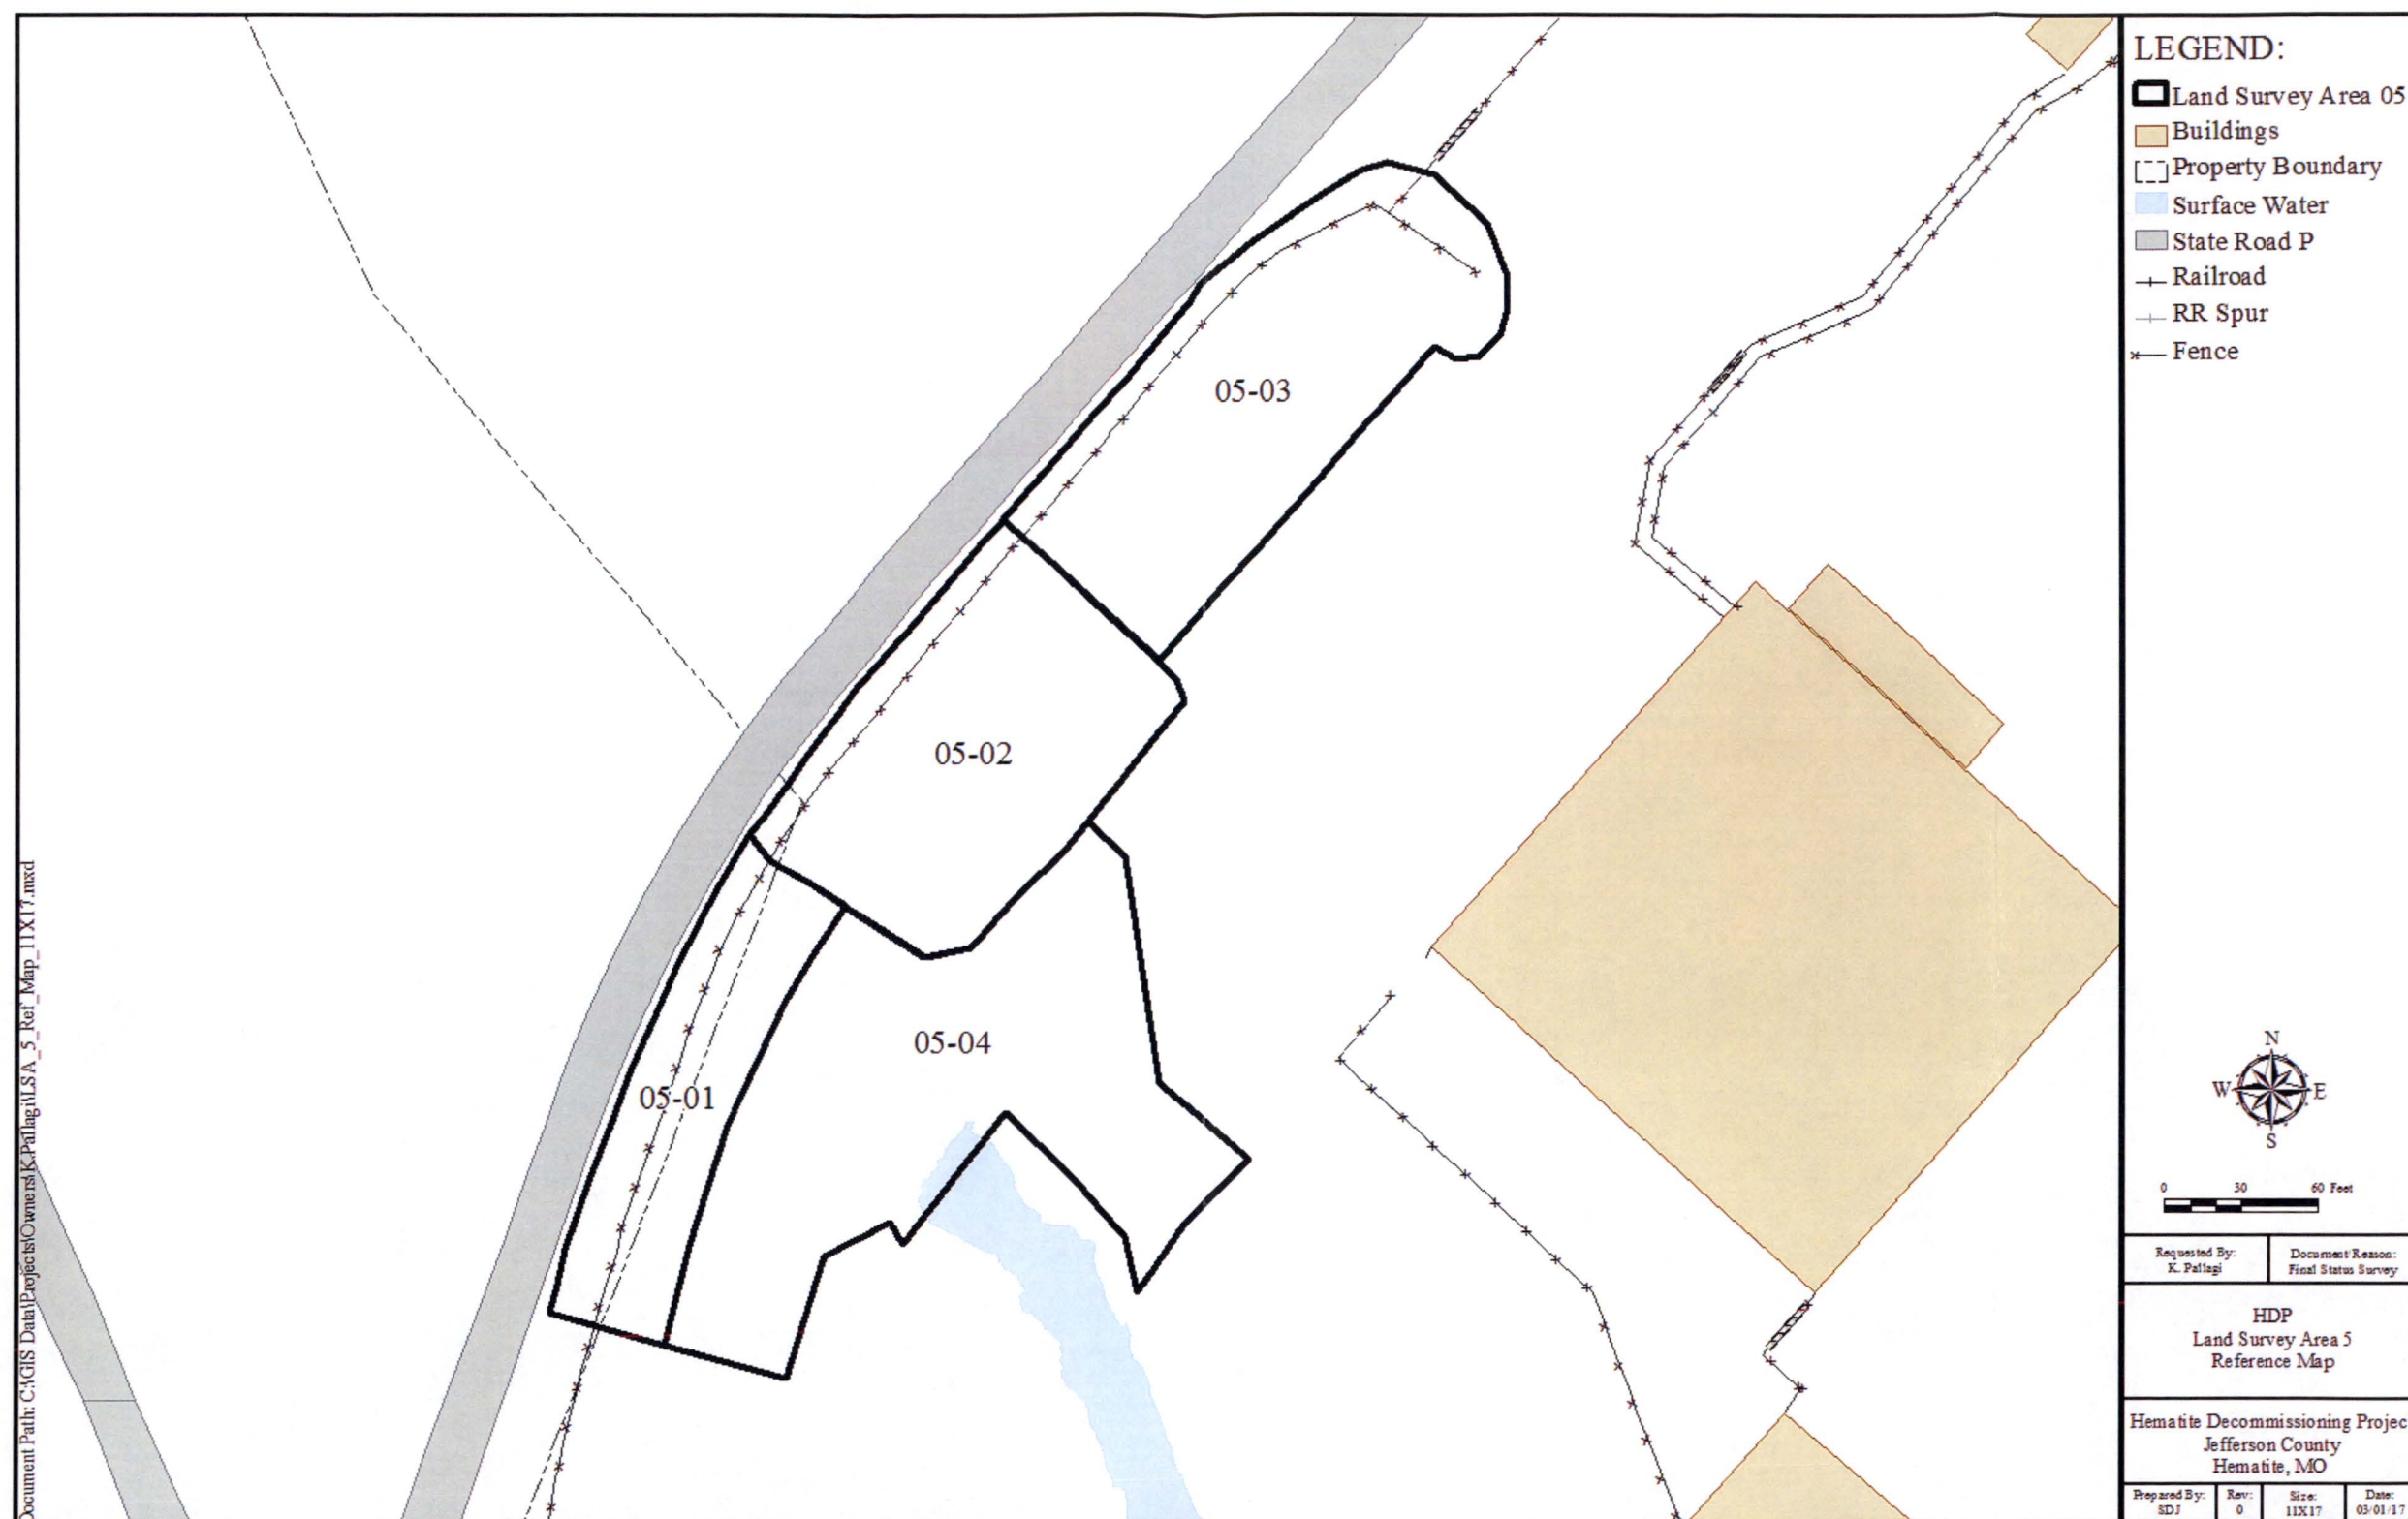 LEGEND:
Land Survey Area 05
Buildings
Property Boundary
Surface Water
State Road P
Railroad
RR Spur
Fence
05-03
05-02
05-04
05-01
N
W E
S
0 30 60 Feet
Requested By:
K. Pallagi
Document Reason:
Final Status Survey
HDP
Land Survey Area 5
Reference Map
Hematite Decommissioning Projec
Jefferson County
Hematite, MO
Prepared By:
SDJ
Rev:
0
Size:
11X17
Date:
03/01/17
Document Path: C:\GIS Data\Projects\Owners\K.Pallagi\LSA_5_Ref_Map_11X17.mxd